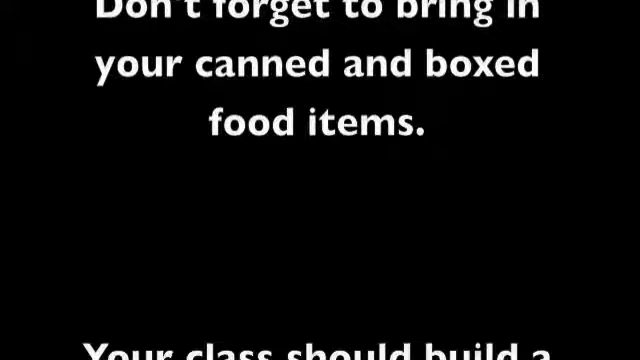 Don't forget to bring in
your canned and boxed
food items.
Your class should build a